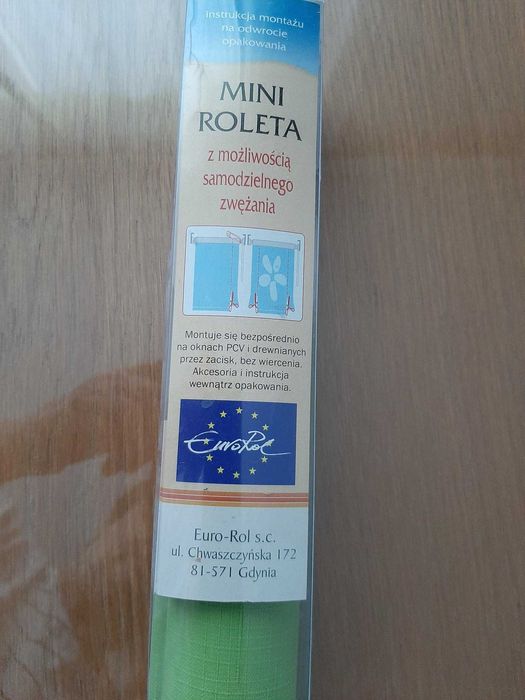 instrukcja montażu
na odwrocie
opakowania
MINI
ROLETA
z możliwością
samodzielnego
zwężania
Montuje się bezpośrednio
na oknach PCV i drewnianych
przez zacisk, bez wiercenia.
Akcesoria i instrukcja
wewnątrz opakowania.
EuroRol
Euro-Rol s.c.
ul. Chwaszczyńska 172
81-571 Gdynia